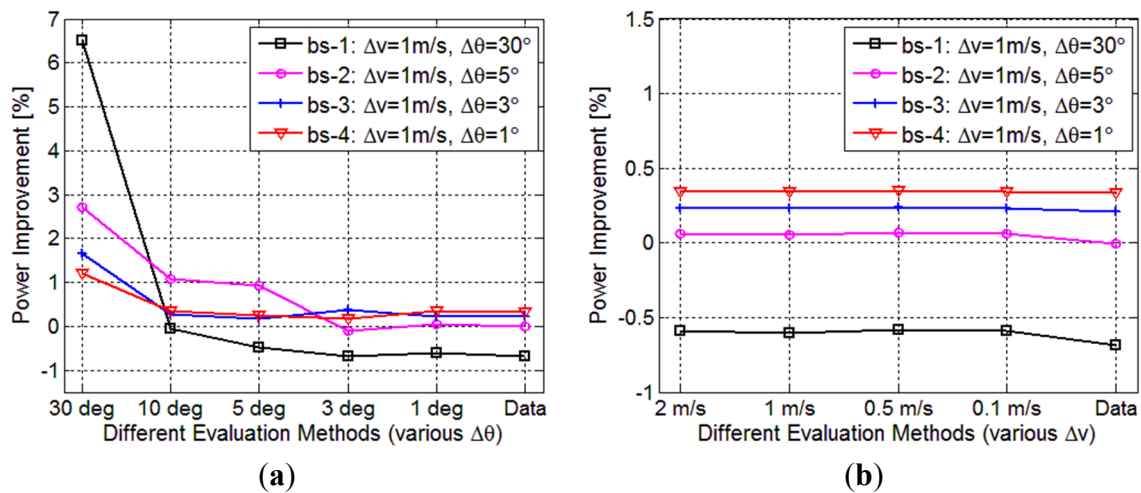 7
6
5
4
3
2
1
0
-1
Power Improvement [%]
bs-1: Δv=1m/s, Δθ=30°
bs-2: Δv=1m/s, Δθ=5°
bs-3: Δv=1m/s, Δθ=3°
bs-4: Δv=1m/s, Δθ=1°
30 deg 10 deg 5 deg 3 deg 1 deg Data
Different Evaluation Methods (various Δθ)
(a)
1.5
1
0.5
0
-0.5
-1
Power Improvement [%]
bs-1: Δv=1m/s, Δθ=30°
bs-2: Δv=1m/s, Δθ=5°
bs-3: Δv=1m/s, Δθ=3°
bs-4: Δv=1m/s, Δθ=1°
2 m/s 1 m/s 0.5 m/s 0.1 m/s Data
Different Evaluation Methods (various Δv)
(b)